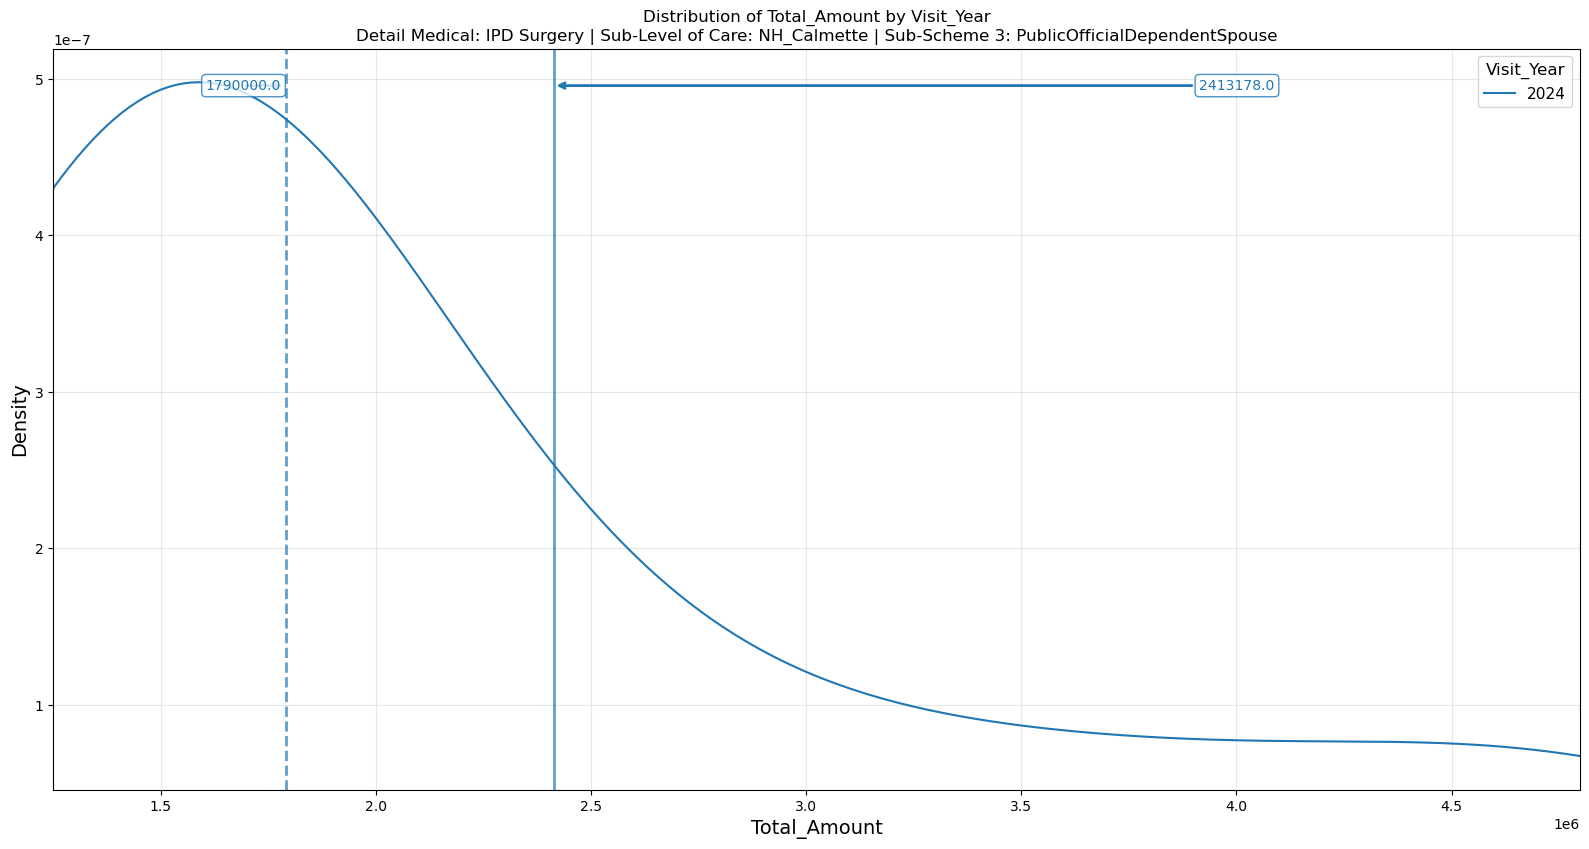 Distribution of Total_Amount by Visit_Year
Detail Medical: IPD Surgery | Sub-Level of Care: NH_Calmette | Sub-Scheme 3: PublicOfficialDependentSpouse
1e−7
5
4
3
2
1
Density
1790000.0
2413178.0
Visit_Year
2024
1.5 2.0 2.5 3.0 3.5 4.0 4.5
1e6
Total_Amount